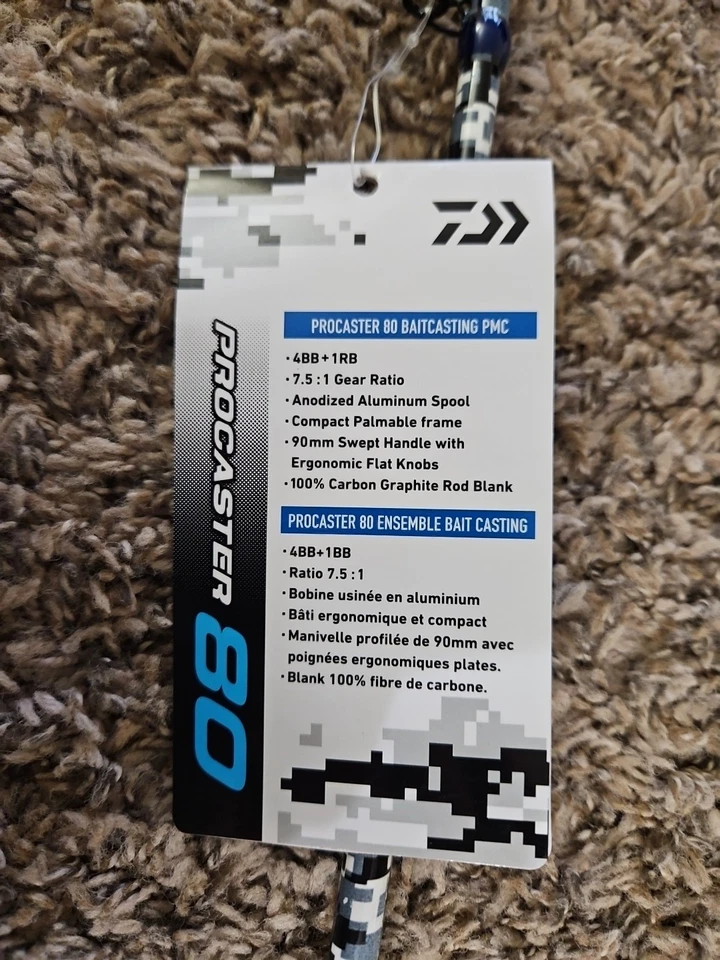 PROCASTER 80
PROCASTER 80 BAITCASTING PMC
· 4BB+1RB
· 7.5 : 1 Gear Ratio
· Anodized Aluminum Spool
· Compact Palmable frame
· 90mm Swept Handle with
Ergonomic Flat Knobs
· 100% Carbon Graphite Rod Blank
PROCASTER 80 ENSEMBLE BAIT CASTING
· 4BB+1BB
· Ratio 7.5 : 1
· Bobine usinée en aluminium
· Bâti ergonomique et compact
· Manivelle profilée de 90mm avec
poignées ergonomiques plates.
· Blank 100% fibre de carbone.